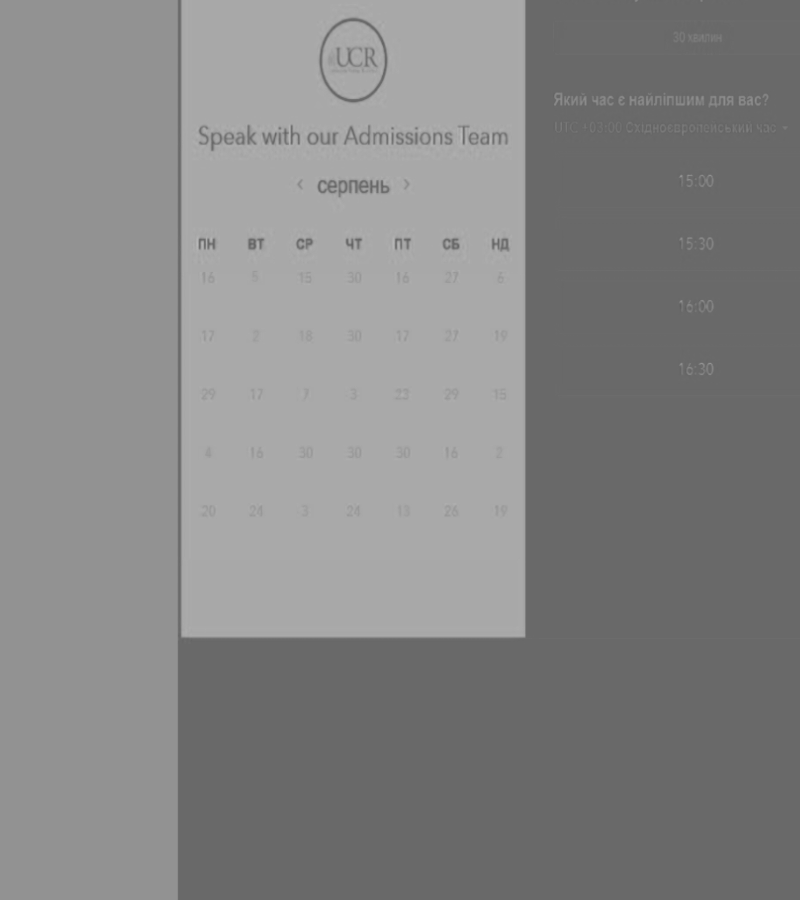 UCR
Speak with our Admissions Team
‹ серпень ›
ПН ВТ СР ЧТ ПТ СБ НД
16 6 15 30 16 27 6
17 2 18 30 17 27 19
29 17 7 3 23 29 15
4 16 30 30 30 16 2
20 24 3 24 13 26 19
30 хвилин
Який час є найліпшим для вас?
UTC +03:00 Східноєвропейський час
15:00
15:30
16:00
16:30